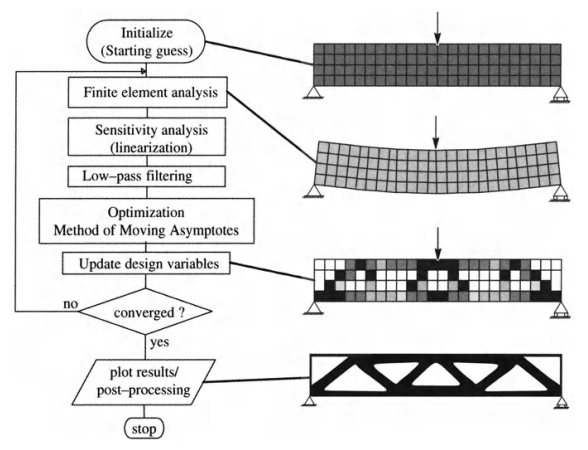 Initialize
(Starting guess)
Finite element analysis
Sensitivity analysis
(linearization)
Low–pass filtering
Optimization
Method of Moving Asymptotes
Update design variables
no
converged ?
yes
plot results/
post–processing
stop